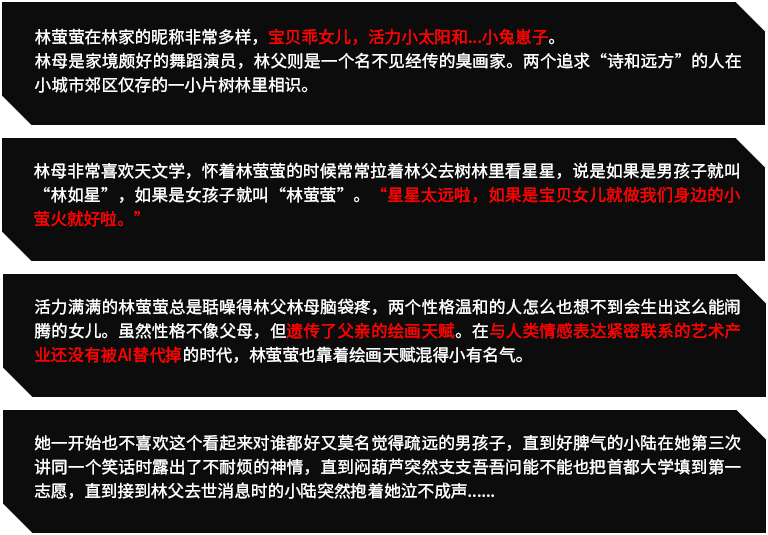 林萤萤在林家的昵称非常多样，宝贝乖女儿，活力小太阳和...小兔崽子。
林母是家境颇好的舞蹈演员，林父则是一个名不见经传的臭画家。两个追求“诗和远方”的人在
小城市郊区仅存的一小片树林里相识。
林母非常喜欢天文学，怀着林萤萤的时候常常拉着林父去树林里看星星，说是如果是男孩子就叫
“林如星”，如果是女孩子就叫“林萤萤”。“星星太远啦，如果是宝贝女儿就做我们身边的小
萤火就好啦。”
活力满满的林萤萤总是聒噪得林父林母脑袋疼，两个性格温和的人怎么也想不到会生出这么能闹
腾的女儿。虽然性格不像父母，但遗传了父亲的绘画天赋。在与人类情感表达紧密联系的艺术产
业还没有被AI替代掉的时代，林萤萤也靠着绘画天赋混得小有名气。
她一开始也不喜欢这个看起来对谁都好又莫名觉得疏远的男孩子，直到好脾气的小陆在她第三次
讲同一个笑话时露出了不耐烦的神情，直到闷葫芦突然支支吾吾问能不能也把首都大学填到第一
志愿，直到接到林父去世消息时的小陆突然抱着她泣不成声......